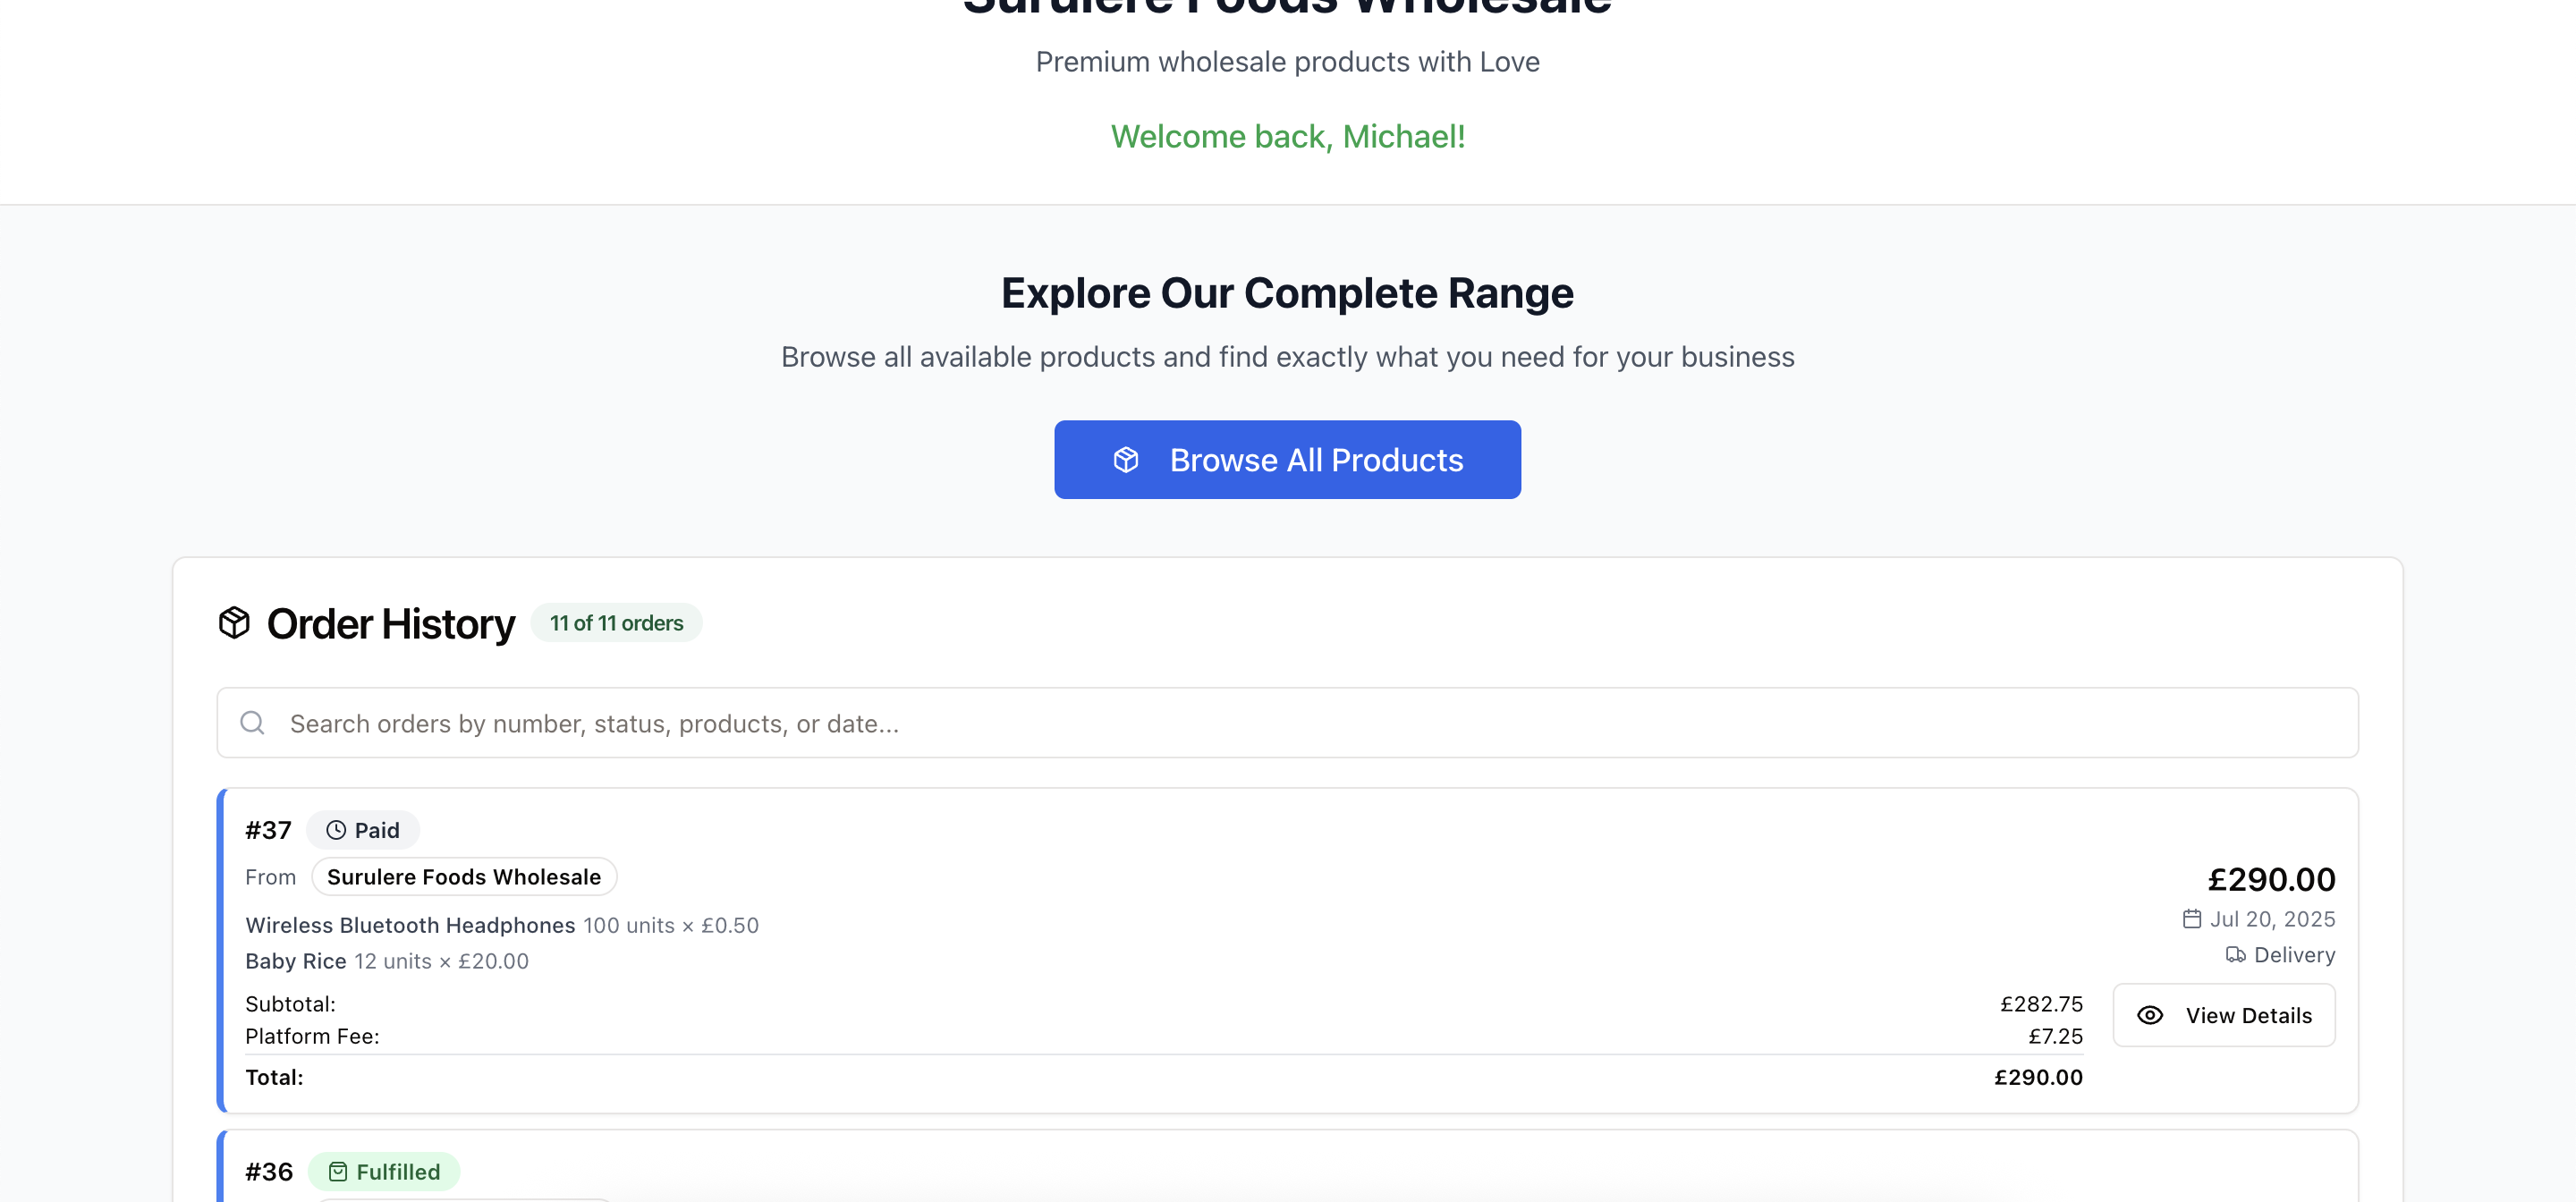 Surulere Foods Wholesale
Premium wholesale products with Love
Welcome back, Michael!
Explore Our Complete Range
Browse all available products and find exactly what you need for your business
Browse All Products
Order History 11 of 11 orders
Search orders by number, status, products, or date...
#37 Paid
From Surulere Foods Wholesale
£290.00
Jul 20, 2025
Delivery
View Details
Wireless Bluetooth Headphones 100 units × £0.50
Baby Rice 12 units × £20.00
Subtotal: £282.75
Platform Fee: £7.25
Total: £290.00
#36 Fulfilled